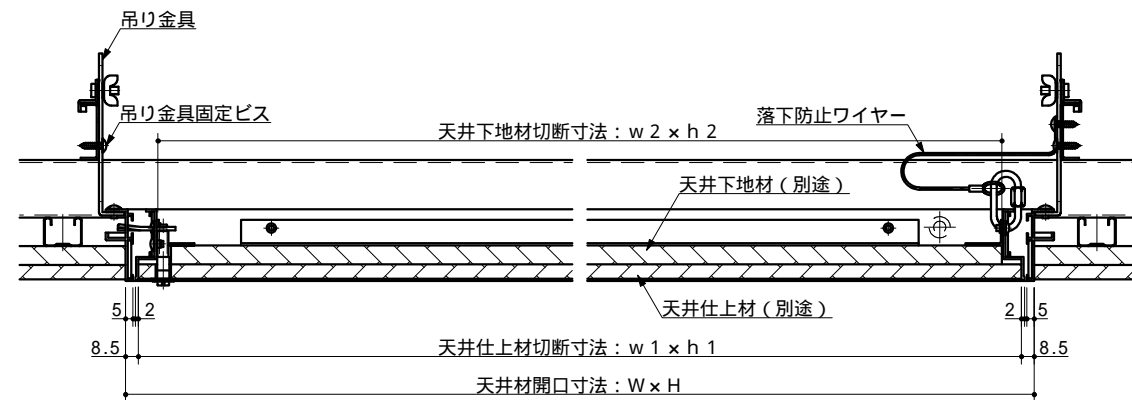 吊り金具
吊り金具固定ビス
天井下地材切断寸法：ｗ２×ｈ２
落下防止ワイヤー
天井下地材（別途）
天井仕上材（別途）
5 2
2 5
8.5
天井仕上材切断寸法：ｗ１×ｈ１
8.5
天井材開口寸法：Ｗ×Ｈ